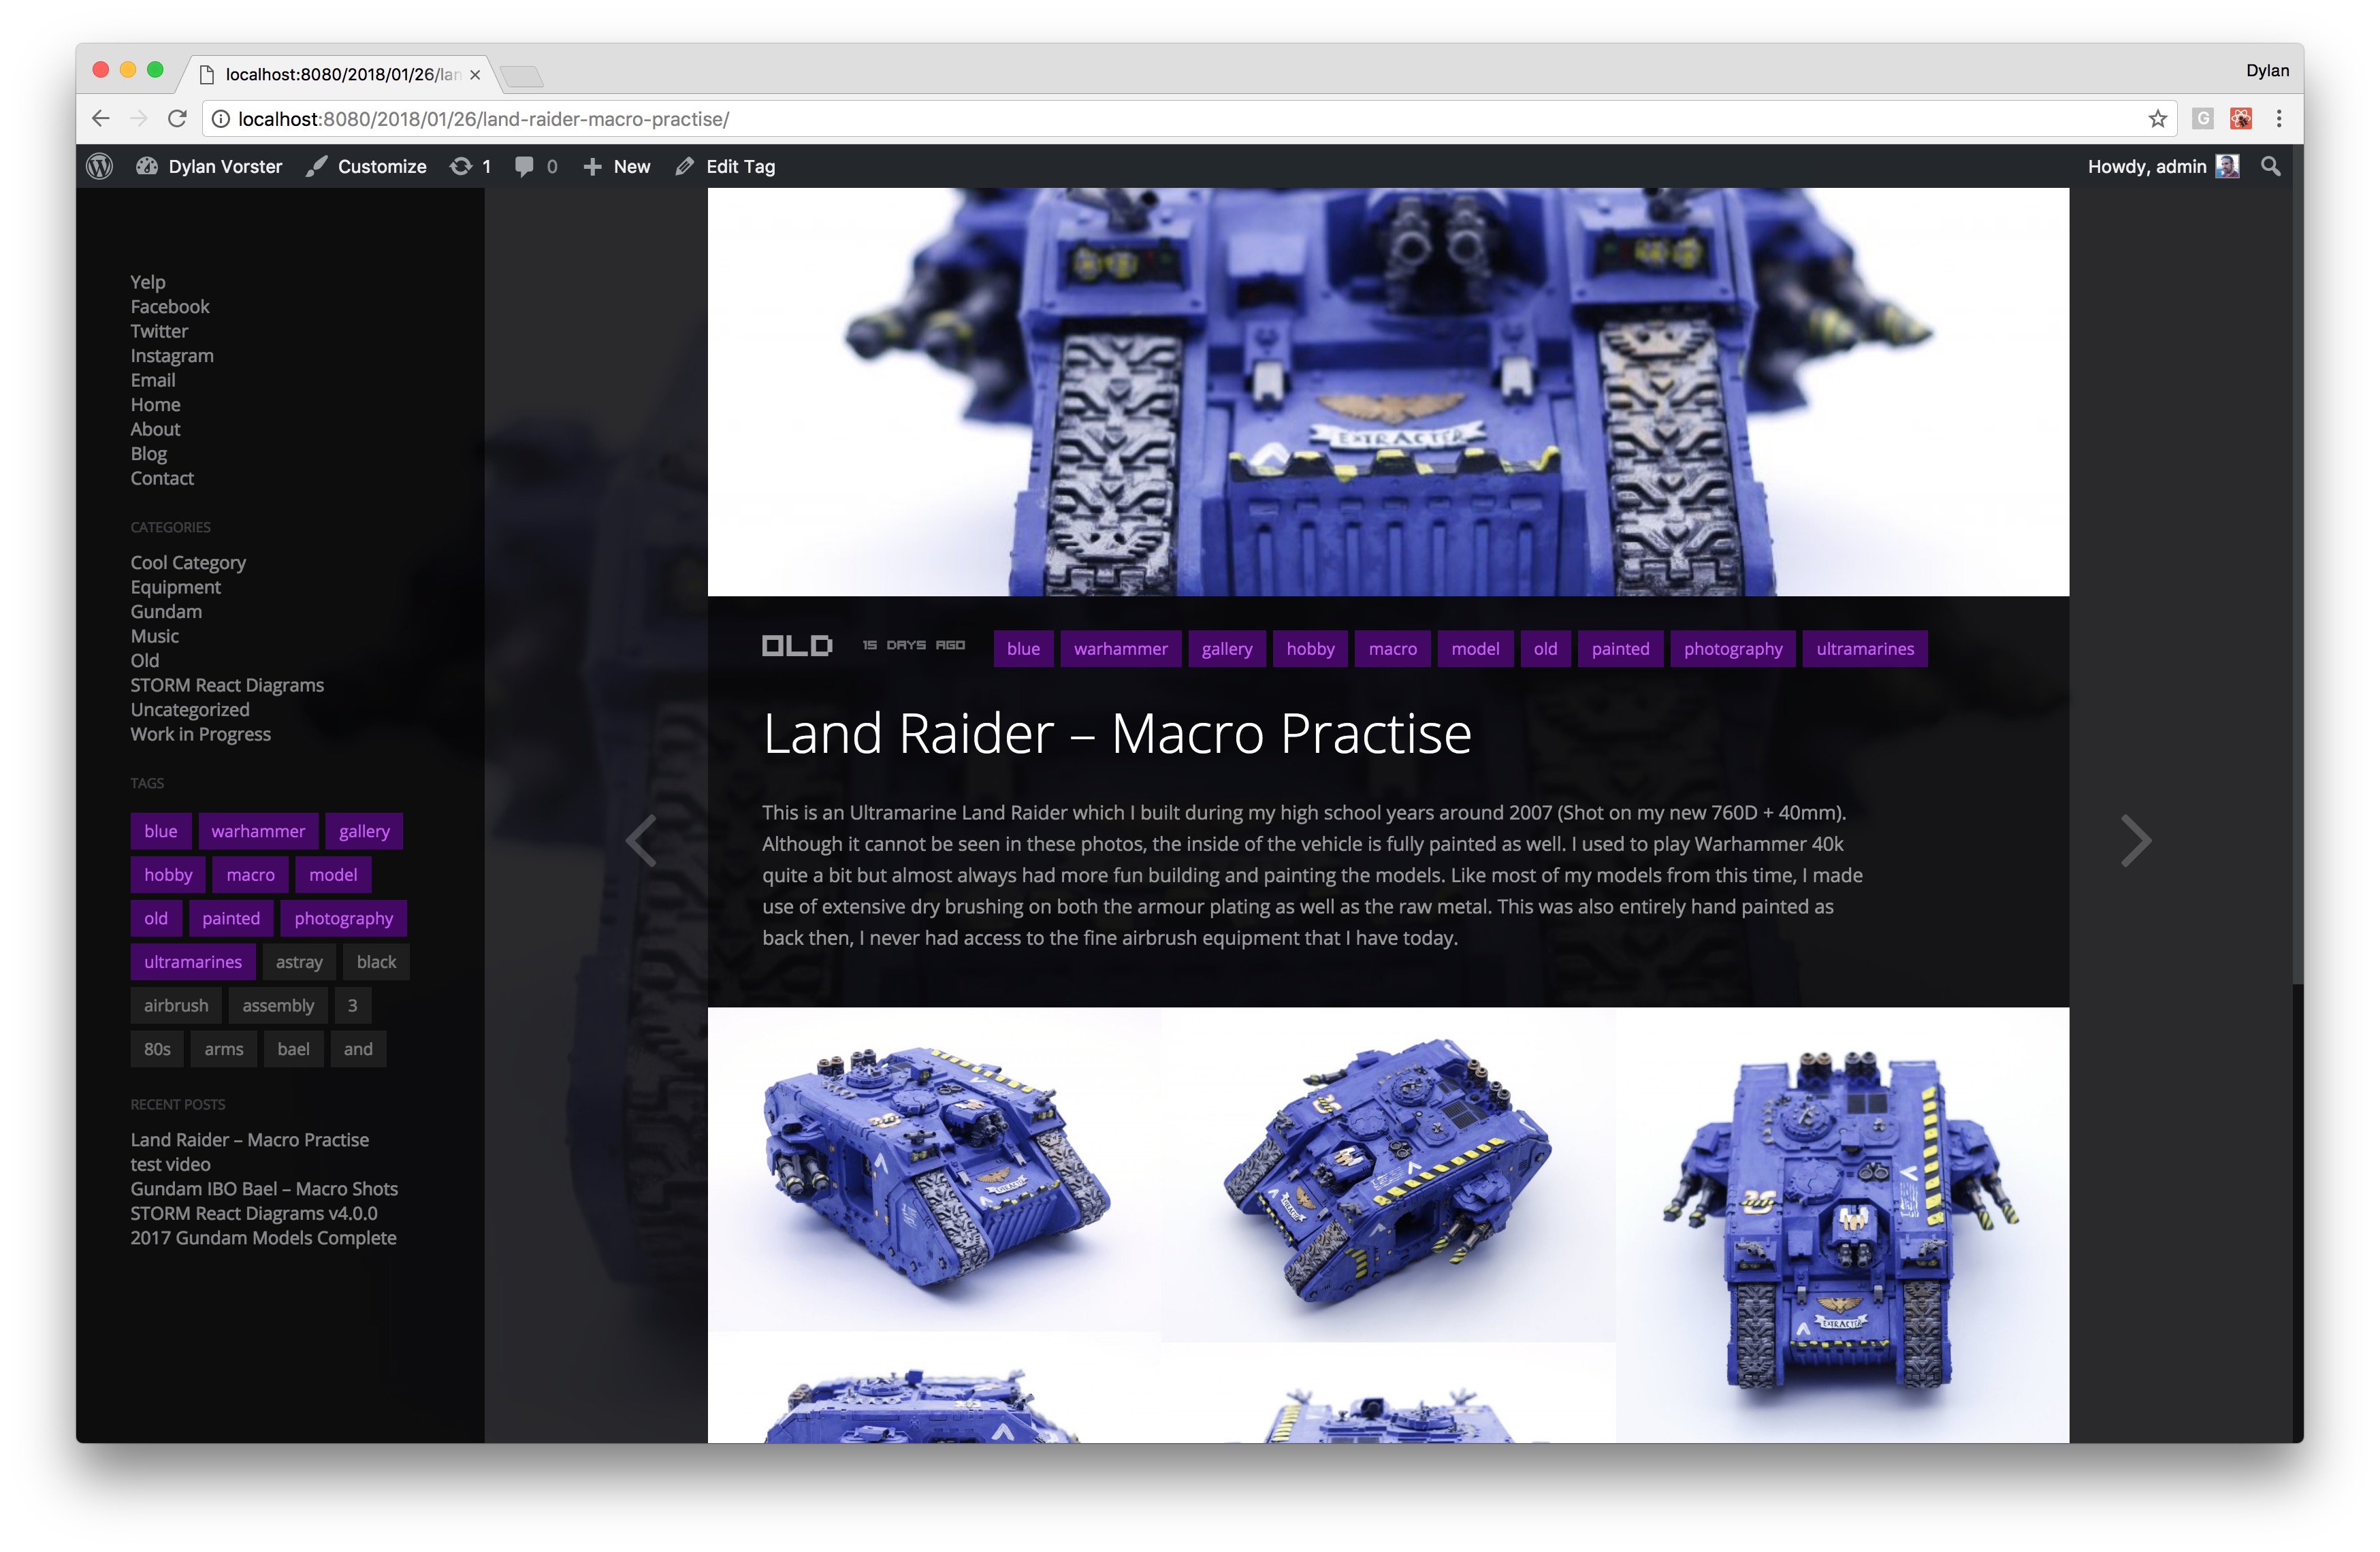 localhost:8080/2018/01/26/lan
Dylan
localhost:8080/2018/01/26/land-raider-macro-practise/
G
Dylan Vorster Customize 1 0 New Edit Tag Howdy, admin
Yelp
Facebook
Twitter
Instagram
Email
Home
About
Blog
Contact
CATEGORIES
Cool Category
Equipment
Gundam
Music
Old
STORM React Diagrams
Uncategorized
Work in Progress
TAGS
blue warhammer gallery
hobby macro model
old painted photography
ultramarines astray black
airbrush assembly 3
80s arms bael and
RECENT POSTS
Land Raider – Macro Practise
test video
Gundam IBO Bael – Macro Shots
STORM React Diagrams v4.0.0
2017 Gundam Models Complete
EXTRACTER
OLD 15 DAYS AGO blue warhammer gallery hobby macro model old painted photography ultramarines
Land Raider – Macro Practise
This is an Ultramarine Land Raider which I built during my high school years around 2007 (Shot on my new 760D + 40mm).
Although it cannot be seen in these photos, the inside of the vehicle is fully painted as well. I used to play Warhammer 40k
quite a bit but almost always had more fun building and painting the models. Like most of my models from this time, I made
use of extensive dry brushing on both the armour plating as well as the raw metal. This was also entirely hand painted as
back then, I never had access to the fine airbrush equipment that I have today.
EXTRACTER
EXTRACTER
EXTRACTER